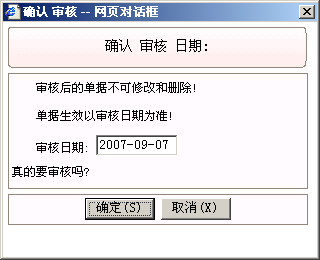 确认 审核 -- 网页对话框
确认 审核 日期:
审核后的单据不可修改和删除!
单据生效以审核日期为准!
审核日期: 2007-09-07
真的要审核吗?
确定(S) 取消(X)